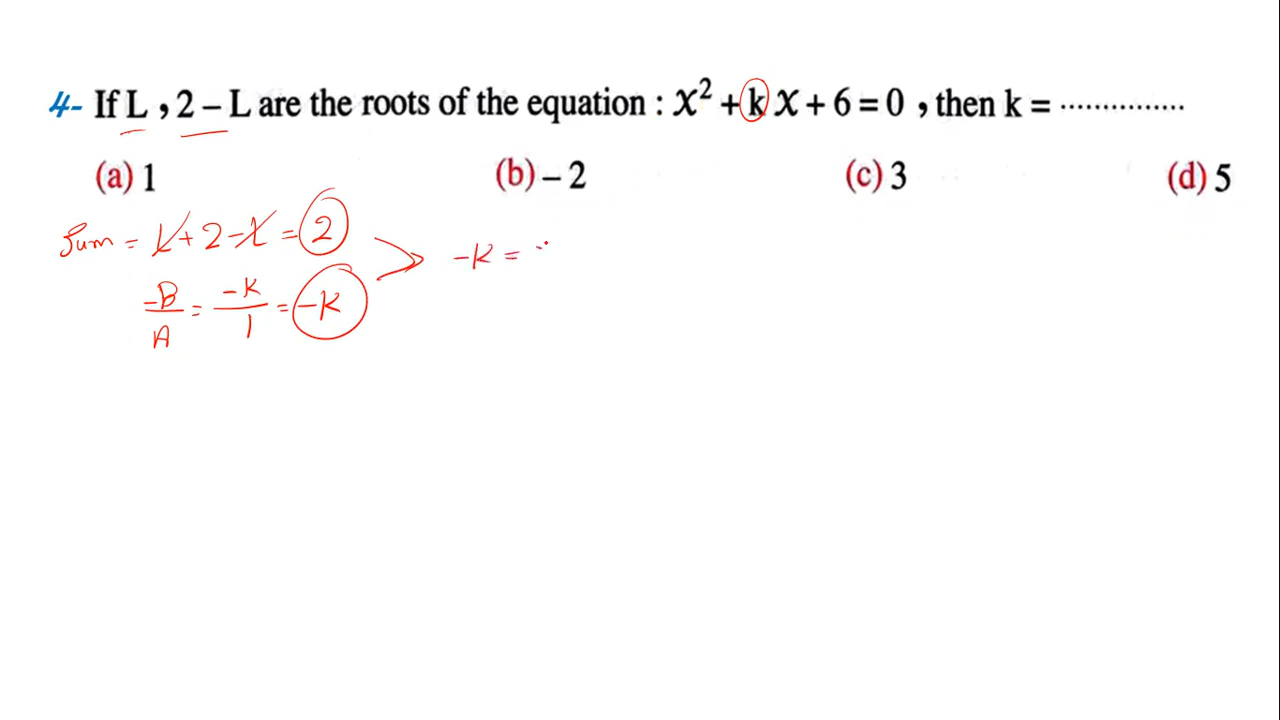 4- If L , 2 – L are the roots of the equation : x² + k x + 6 = 0 , then k = ...............
(a) 1 (b) – 2 (c) 3 (d) 5
Sum = L + 2 - L = 2
-B/A = -K/1 = -K
-K =